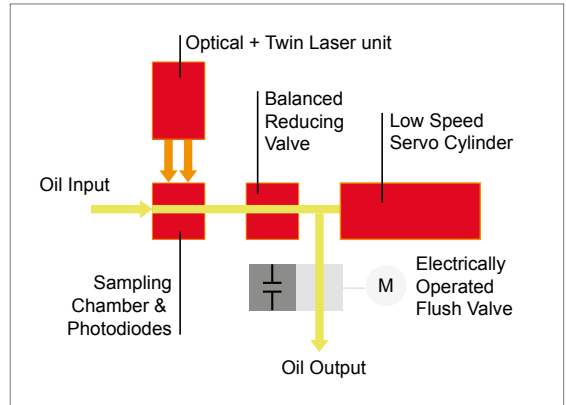 Optical + Twin Laser unit
Balanced
Reducing
Valve
Low Speed
Servo Cylinder
Oil Input
Sampling
Chamber &
Photodiodes
M
Electrically
Operated
Flush Valve
Oil Output